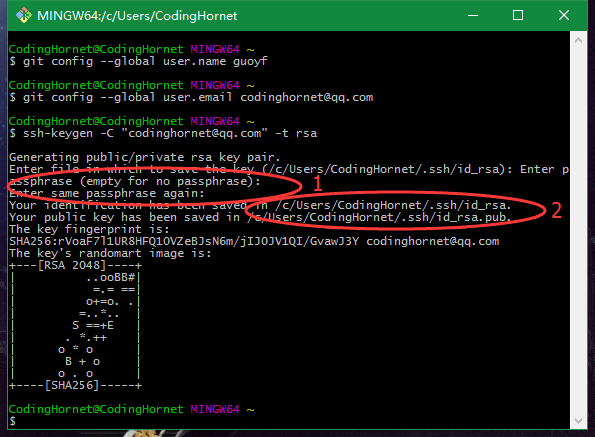 MINGW64:/c/Users/CodingHornet
CodingHornet@CodingHornet MINGW64 ~
$ git config --global user.name guoyf
CodingHornet@CodingHornet MINGW64 ~
$ git config --global user.email codinghornet@qq.com
CodingHornet@CodingHornet MINGW64 ~
$ ssh-keygen -C "codinghornet@qq.com" -t rsa
Generating public/private rsa key pair.
Enter file in which to save the key (/c/Users/CodingHornet/.ssh/id_rsa): Enter p
assphrase (empty for no passphrase): 1
Enter same passphrase again:
Your identification has been saved in /c/Users/CodingHornet/.ssh/id_rsa. 2
Your public key has been saved in /c/Users/CodingHornet/.ssh/id_rsa.pub.
The key fingerprint is:
SHA256:rVoaF7l1UR8HFQ1OVZeBJsN6m/jIJOJV1QI/GvawJ3Y codinghornet@qq.com
The key's randomart image is:
+---[RSA 2048]----+
|          ..ooBB#|
|           =.= ==|
|          o+=o. .|
|         =..*..  |
|        S ==+E   |
|       . *.++    |
|      o * o      |
|       B + o     |
|      o . o      |
+----[SHA256]-----+
CodingHornet@CodingHornet MINGW64 ~
$